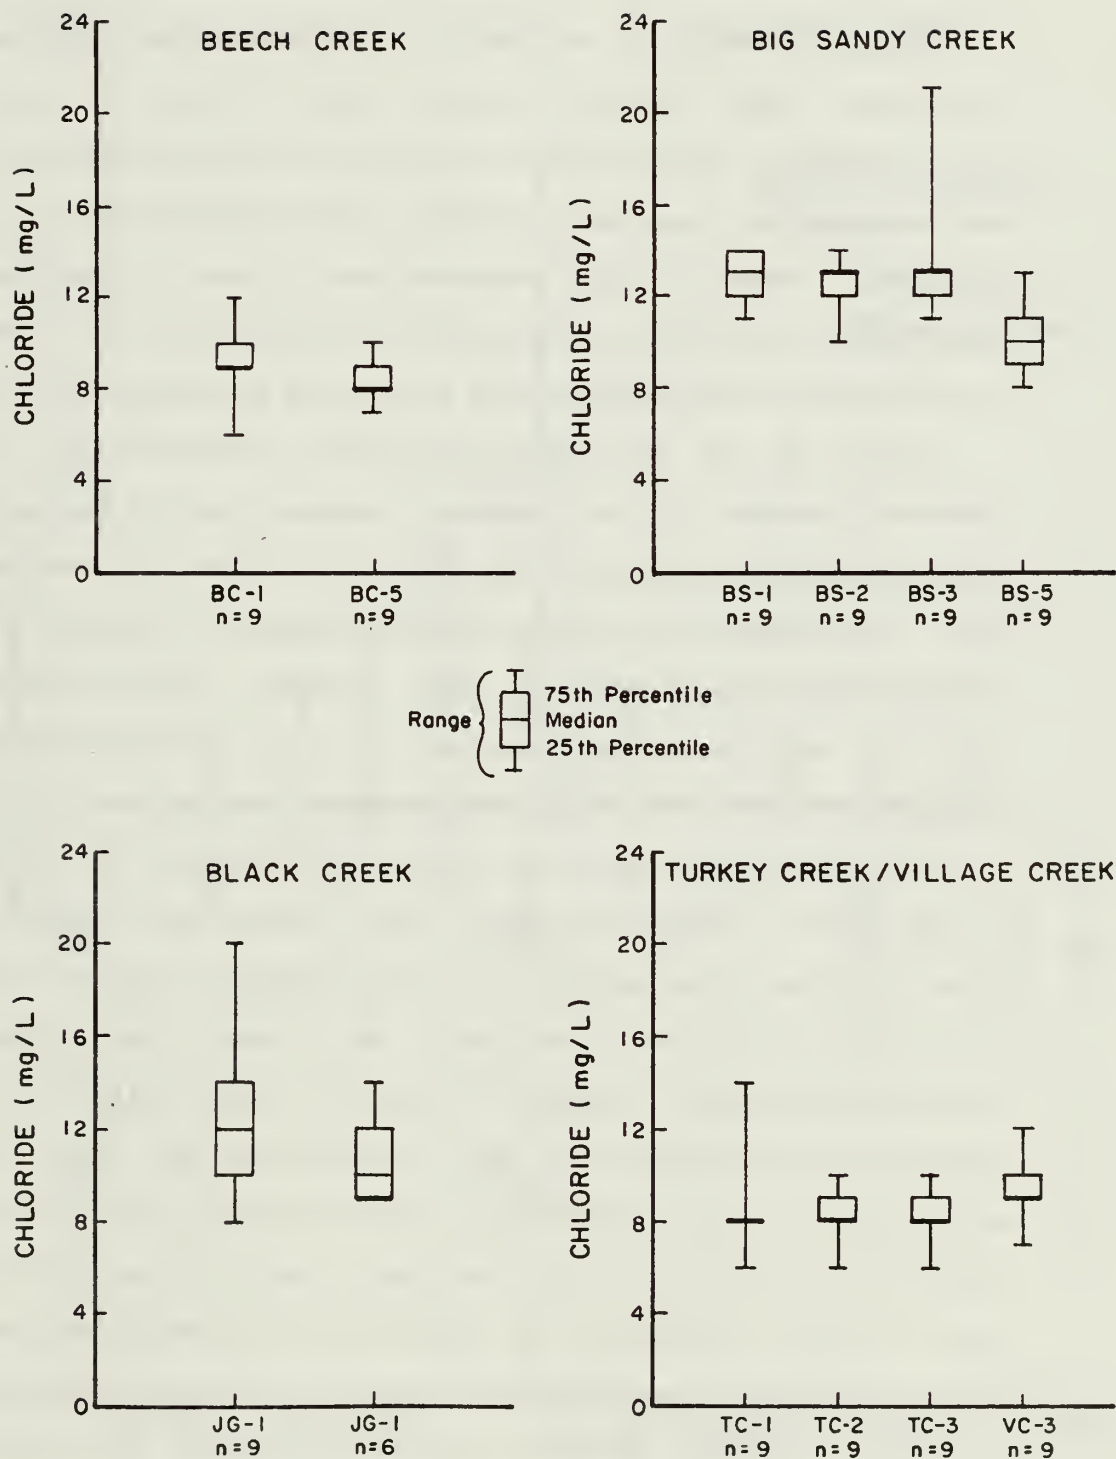 BEECH CREEK
CHLORIDE (mg/L)
24
20
16
12
8
4
0
BC-1 BC-5
n=9 n=9
BIG SANDY CREEK
CHLORIDE (mg/L)
24
20
16
12
8
4
0
BS-1 BS-2 BS-3 BS-5
n=9 n=9 n=9 n=9
Range
75th Percentile
Median
25th Percentile
BLACK CREEK
CHLORIDE (mg/L)
24
20
16
12
8
4
0
JG-1 JG-1
n=9 n=6
TURKEY CREEK/VILLAGE CREEK
CHLORIDE (mg/L)
24
20
16
12
8
4
0
TC-1 TC-2 TC-3 VC-3
n=9 n=9 n=9 n=9